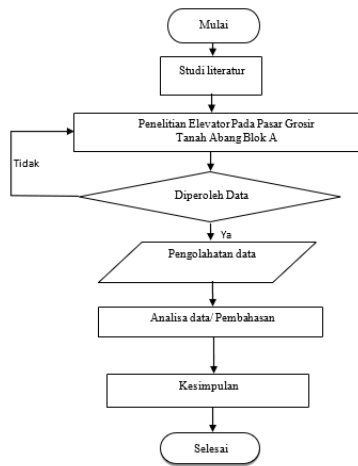 Mulai
Studi literatur
Penelitian Elevator Pada Pasar Grosir
Tanah Abang Blok A
Tidak
Diperoleh Data
Ya
Pengolahatan data
Analisa data/ Pembahasan
Kesimpulan
Selesai